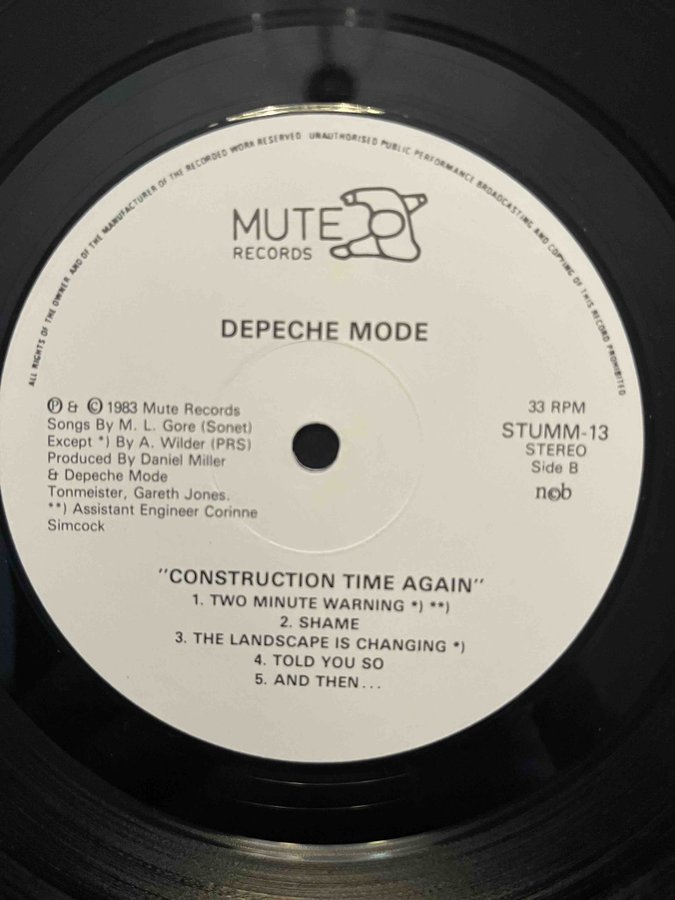 ALL RIGHTS OF THE OWNER AND OF THE MANUFACTURER OF THE RECORDED WORK RESERVED UNAUTHORISED PUBLIC PERFORMANCE BROADCASTING AND COPYING OF THIS RECORD PROHIBITED
MUTE
RECORDS
DEPECHE MODE
℗ & © 1983 Mute Records
Songs By M. L. Gore (Sonet)
Except *) By A. Wilder (PRS)
Produced By Daniel Miller
& Depeche Mode
Tonmeister, Gareth Jones.
**) Assistant Engineer Corinne
Simcock
33 RPM
STUMM-13
STEREO
Side B
n©b
"CONSTRUCTION TIME AGAIN"
1. TWO MINUTE WARNING *) **)
2. SHAME
3. THE LANDSCAPE IS CHANGING *)
4. TOLD YOU SO
5. AND THEN...